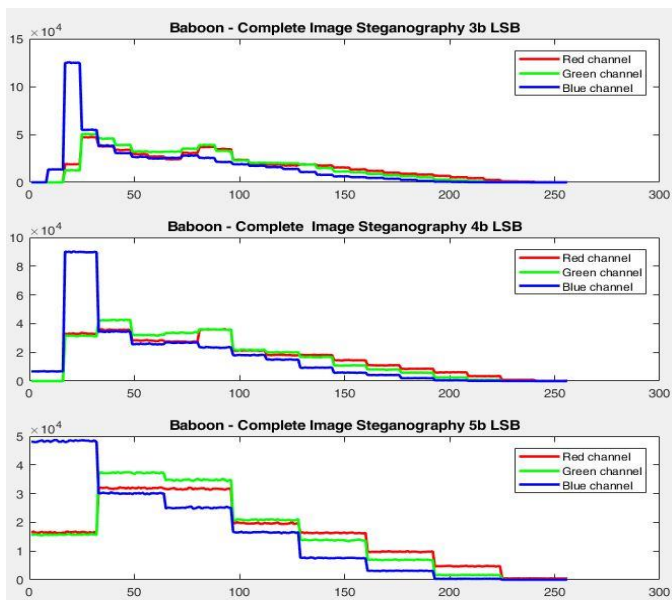 Baboon - Complete Image Steganography 3b LSB
×10⁴
15
10
5
0
Red channel
Green channel
Blue channel
0 50 100 150 200 250 300
Baboon - Complete  Image Steganography 4b LSB
×10⁴
10
8
6
4
2
0
Red channel
Green channel
Blue channel
0 50 100 150 200 250 300
Baboon - Complete Image Steganography 5b LSB
×10⁴
5
4
3
2
1
0
Red channel
Green channel
Blue channel
0 50 100 150 200 250 300